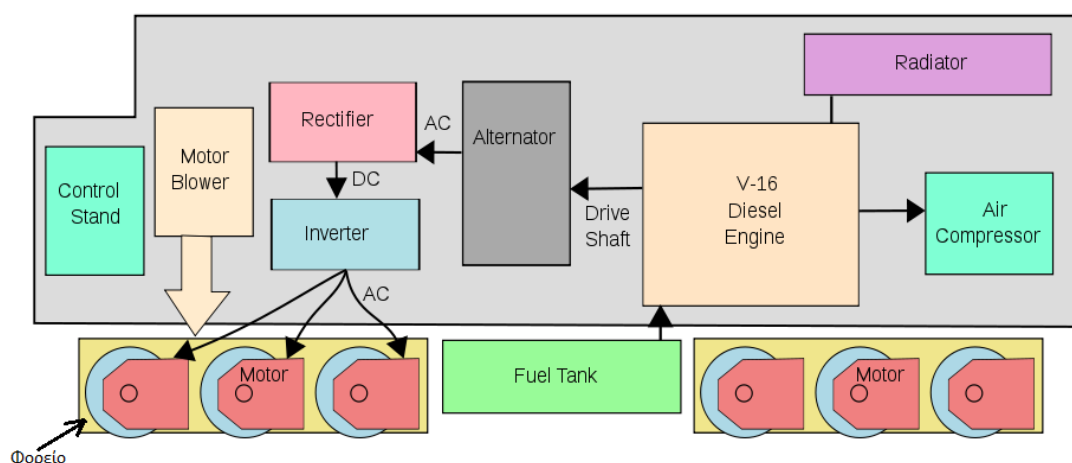 Radiator
Rectifier
AC
Alternator
Motor
Blower
V-16
Diesel
Engine
DC
Control
Stand
Air
Compressor
Drive
Shaft
Inverter
AC
Motor
Fuel Tank
Motor
Φορείο